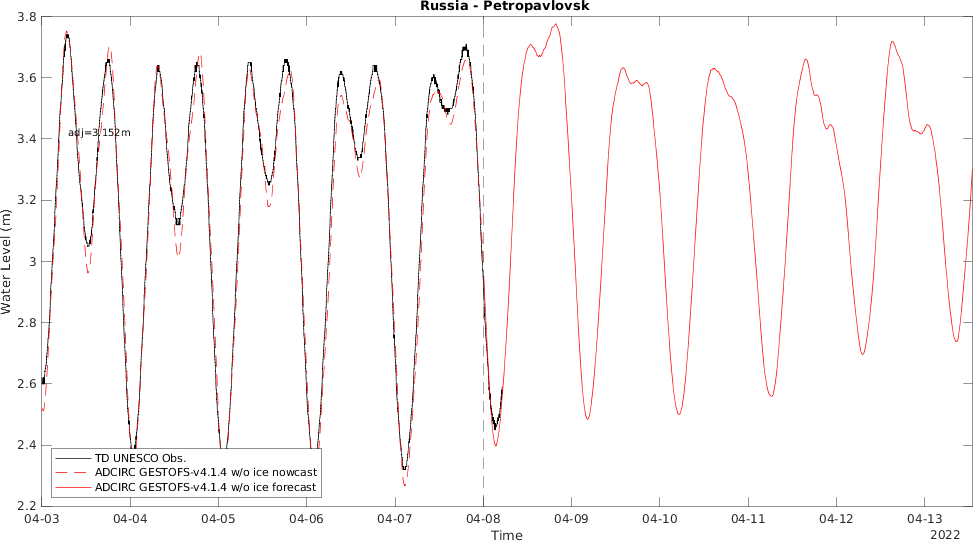 Russia - Petropavlovsk
3.8
3.6
3.4
3.2
3
2.8
2.6
2.4
2.2
Water Level (m)
adj=3.152m
TD UNESCO Obs.
ADCIRC GESTOFS-v4.1.4 w/o ice nowcast
ADCIRC GESTOFS-v4.1.4 w/o ice forecast
04-03 04-04 04-05 04-06 04-07 04-08 04-09 04-10 04-11 04-12 04-13
Time
2022